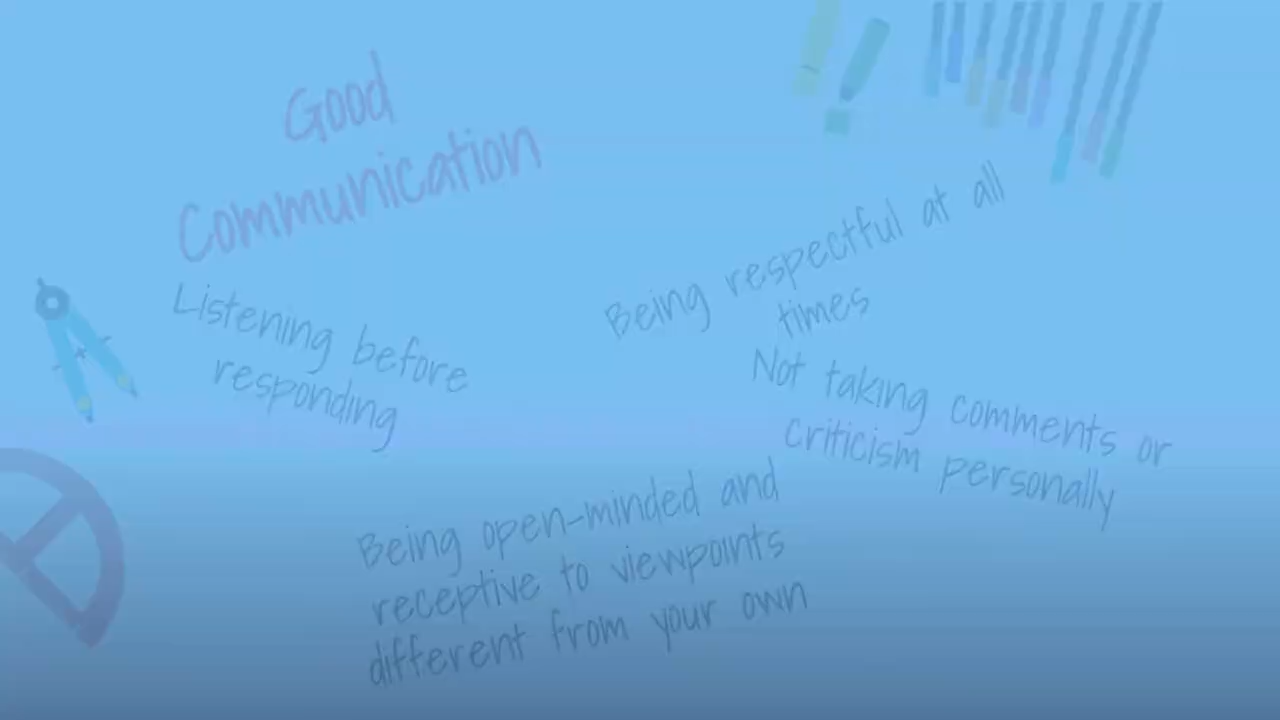 Good
Communication
Listening before
responding
Being respectful at all
times
Not taking comments or
criticism personally
Being open-minded and
receptive to viewpoints
different from your own